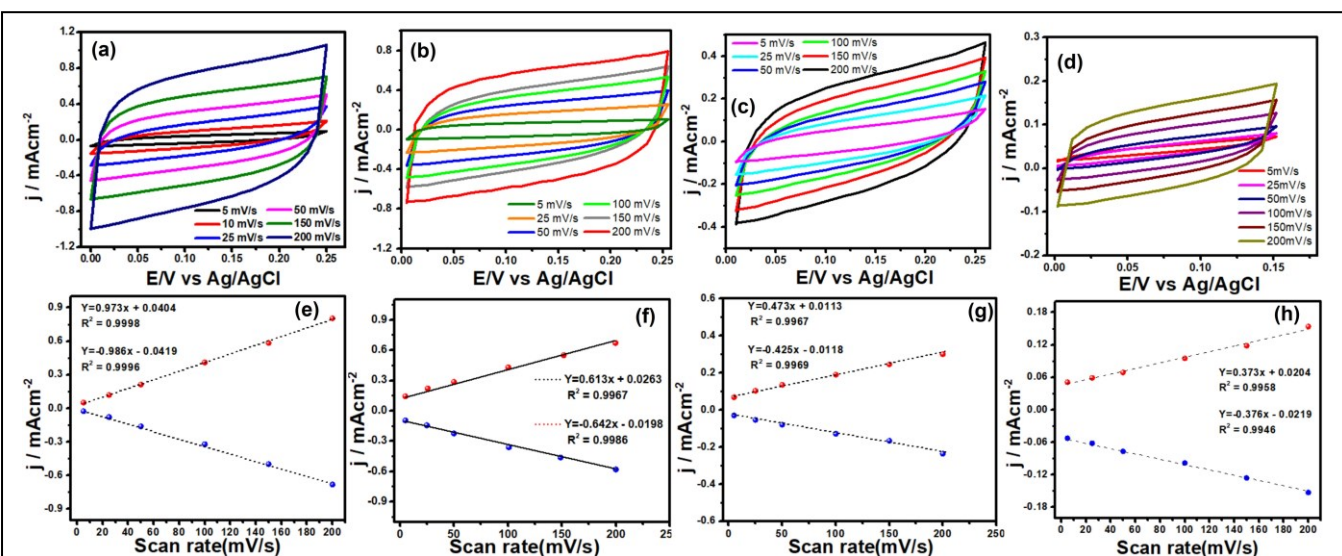 (a)
1.2
0.8
0.4
0.0
-0.4
-0.8
-1.2
j / mAcm-2
5 mV/s 50 mV/s
10 mV/s 150 mV/s
25 mV/s 200 mV/s
0.00 0.05 0.10 0.15 0.20 0.25
E/V vs Ag/AgCl
(b)
0.8
0.4
0.0
-0.4
-0.8
-1.2
j / mAcm-2
5 mV/s 100 mV/s
25 mV/s 150 mV/s
50 mV/s 200 mV/s
0.00 0.05 0.10 0.15 0.20 0.25
E/V vs Ag/AgCl
5 mV/s 100 mV/s
25 mV/s 150 mV/s
50 mV/s 200 mV/s
(c)
0.4
0.2
0.0
-0.2
-0.4
j / mAcm-2
0.00 0.05 0.10 0.15 0.20 0.25
E/V vs Ag/AgCl
(d)
0.3
0.2
0.1
0.0
-0.1
-0.2
j / mAcm-2
5mV/s
25mV/s
50mV/s
100mV/s
150mV/s
200mV/s
0.00 0.05 0.10 0.15 0.20
E/V vs Ag/AgCl
(e)
Y=0.973x + 0.0404
R2 = 0.9998
Y=-0.986x - 0.0419
R2 = 0.9996
0.9
0.6
0.3
0.0
-0.3
-0.6
-0.9
j / mAcm-2
0 20 40 60 80 100 120 140 160 180 200
Scan rate(mV/s)
(f)
Y=0.613x + 0.0263
R2 = 0.9967
Y=-0.642x - 0.0198
R2 = 0.9986
0.9
0.6
0.3
0.0
-0.3
-0.6
-0.9
j / mAcm-2
0 50 100 150 200 250
Scan rate(mV/s)
(g)
Y=0.473x + 0.0113
R2 = 0.9967
Y=-0.425x - 0.0118
R2 = 0.9969
0.6
0.4
0.2
0.0
-0.2
-0.4
-0.6
j / mAcm-2
0 50 100 150 200 250
Scan rate(mV/s)
(h)
Y=0.373x + 0.0204
R2 = 0.9958
Y=-0.376x - 0.0219
R2 = 0.9946
0.18
0.12
0.06
0.00
-0.06
-0.12
-0.18
j / mAcm-2
0 20 40 60 80 100 120 140 160 180 200
Scan rate(mV/s)